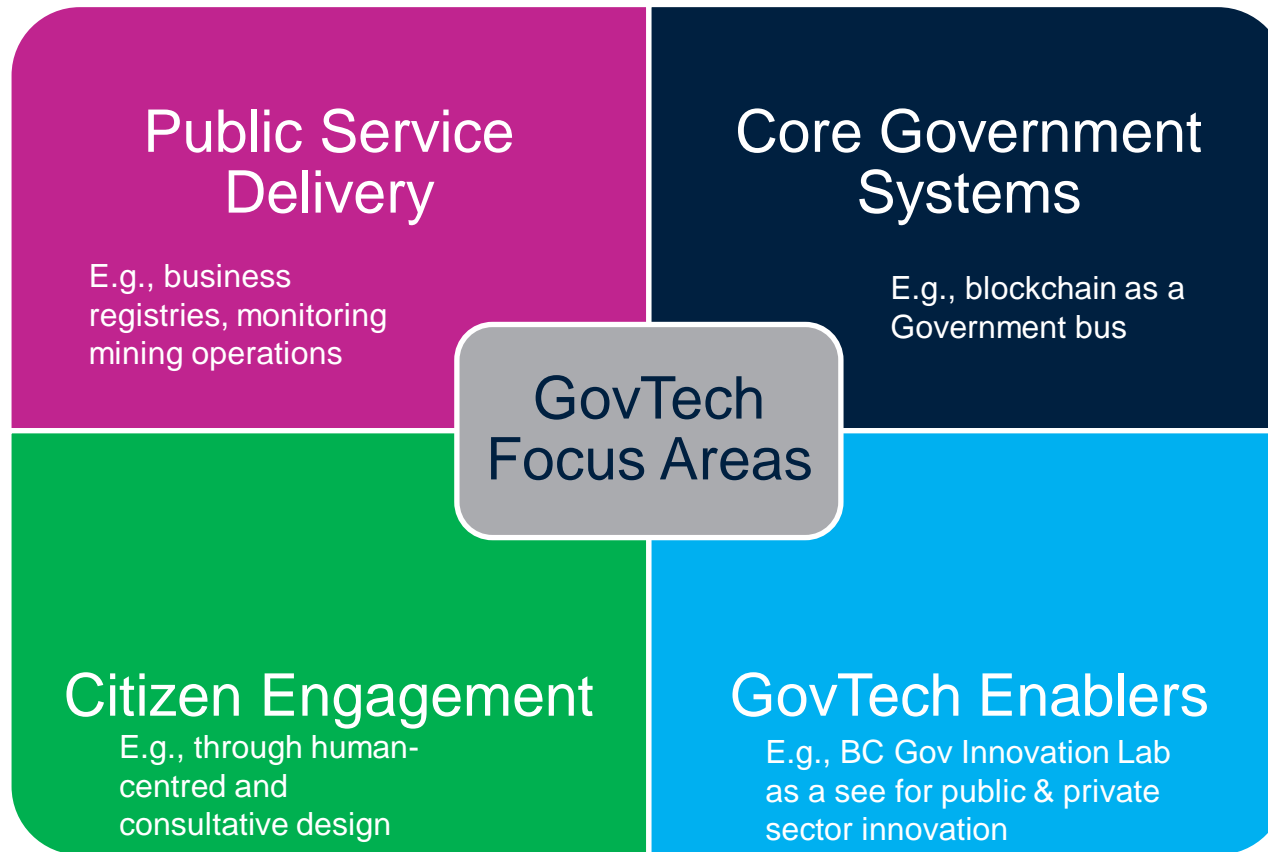 Public Service
Delivery
E.g., business
registries, monitoring
mining operations
Core Government
Systems
E.g., blockchain as a
Government bus
GovTech
Focus Areas
Citizen Engagement
E.g., through human-
centred and
consultative design
GovTech Enablers
E.g., BC Gov Innovation Lab
as a see for public & private
sector innovation